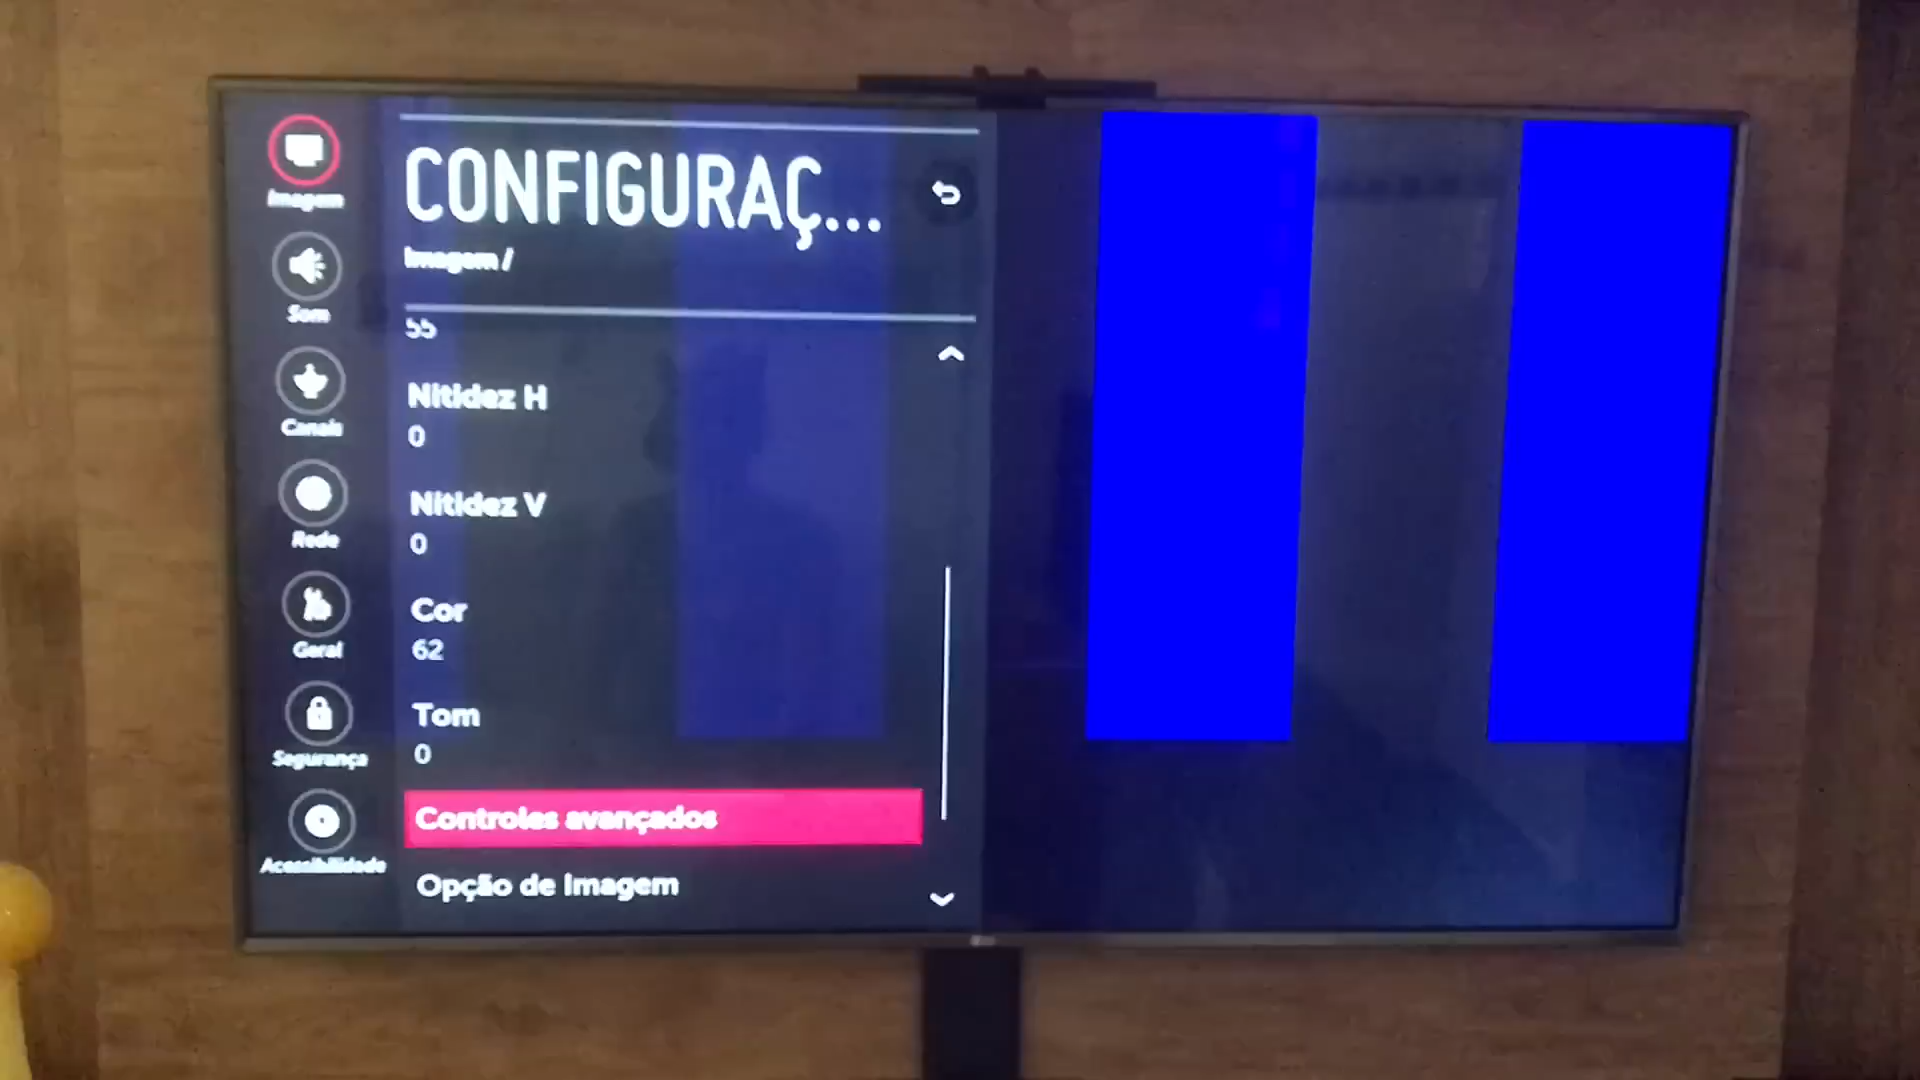 Imagem
Som
Canais
Rede
Geral
Segurança
Acessibilidade
CONFIGURAÇ...
Imagem /
55
Nitidez H
0
Nitidez V
0
Cor
62
Tom
0
Controles avançados
Opção de Imagem